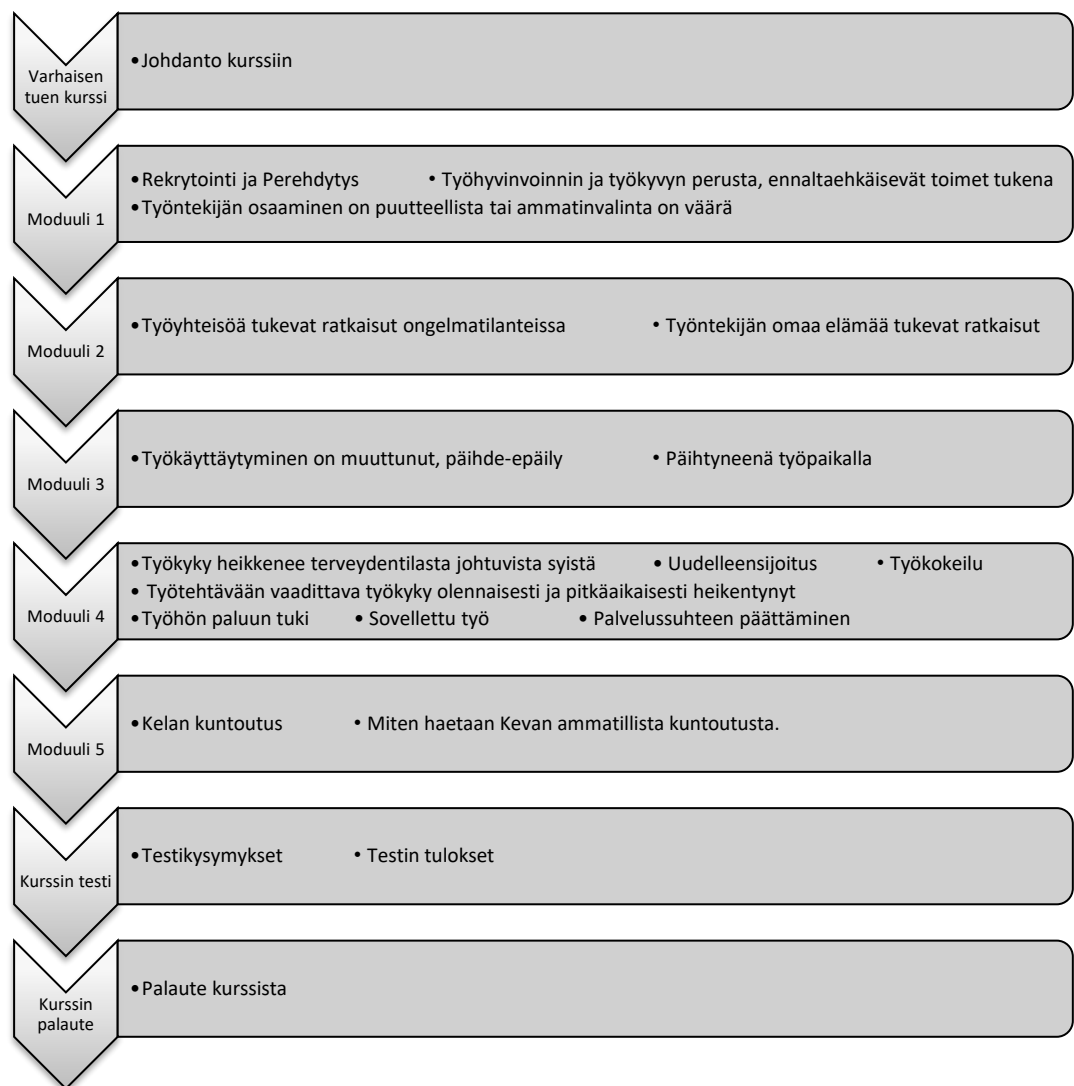 Varhaisen
tuen kurssi
•Johdanto kurssiin
Moduuli 1
•Rekrytointi ja Perehdytys • Työhyvinvoinnin ja työkyvyn perusta, ennaltaehkäisevät toimet tukena
•Työntekijän osaaminen on puutteellista tai ammatinvalinta on väärä
Moduuli 2
•Työyhteisöä tukevat ratkaisut ongelmatilanteissa • Työntekijän omaa elämää tukevat ratkaisut
Moduuli 3
•Työkäyttäytyminen on muuttunut, päihde-epäily • Päihtyneenä työpaikalla
Moduuli 4
•Työkyky heikkenee terveydentilasta johtuvista syistä • Uudelleensijoitus • Työkokeilu
• Työtehtävään vaadittava työkyky olennaisesti ja pitkäaikaisesti heikentynyt
•Työhön paluun tuki • Sovellettu työ • Palvelussuhteen päättäminen
Moduuli 5
•Kelan kuntoutus • Miten haetaan Kevan ammatillista kuntoutusta.
Kurssin testi
•Testikysymykset • Testin tulokset
Kurssin
palaute
•Palaute kurssista